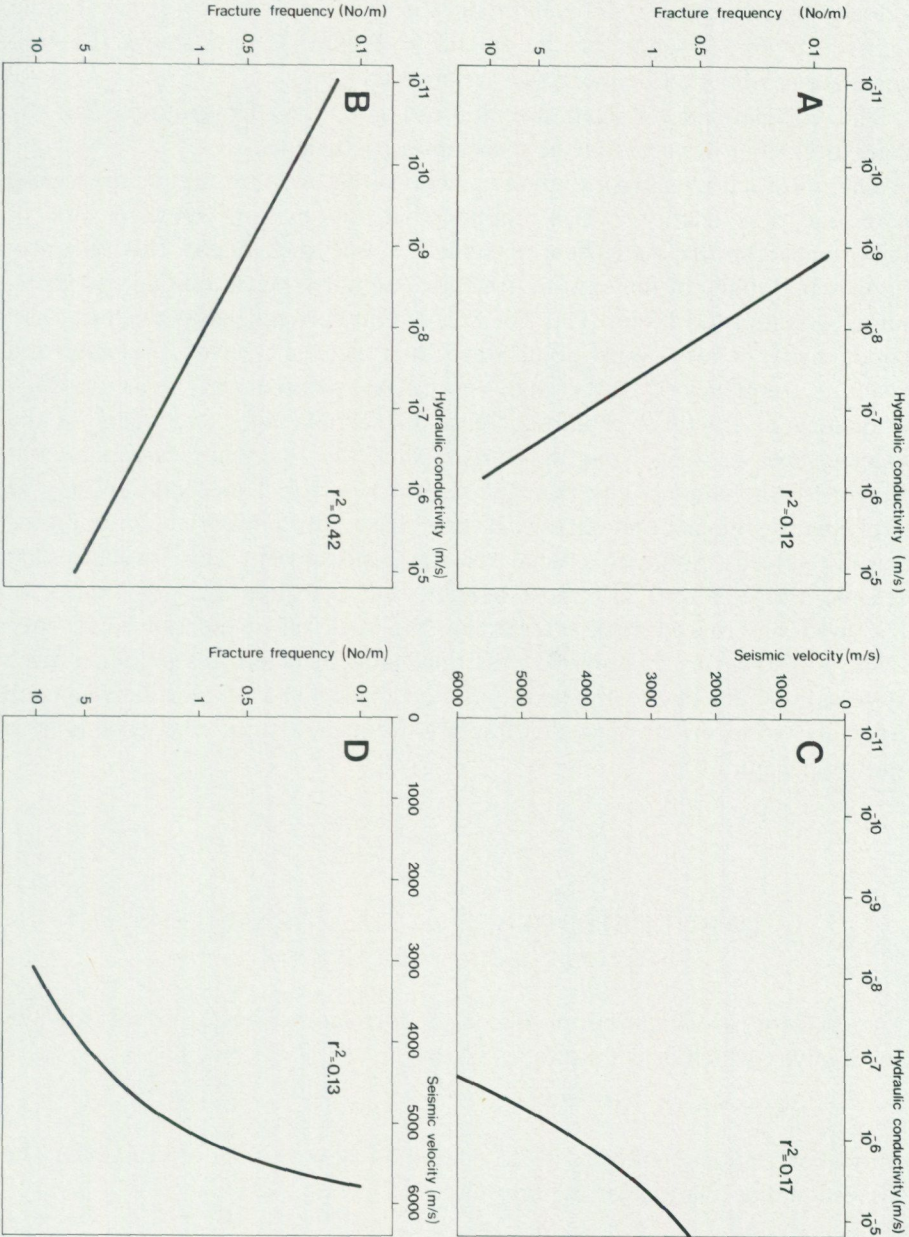 Fracture frequency (No/m)
10 5 1 0.5 0.1
10-11 10-10 10-9 10-8 10-7 10-6 10-5
Hydraulic conductivity (m/s)
A
r2=0.12
Fracture frequency (No/m)
10 5 1 0.5 0.1
10-11 10-10 10-9 10-8 10-7 10-6 10-5
Hydraulic conductivity (m/s)
B
r2=0.42
Seismic velocity (m/s)
6000 5000 4000 3000 2000 1000 0
10-11 10-10 10-9 10-8 10-7 10-6 10-5
Hydraulic conductivity (m/s)
C
r2=0.17
Fracture frequency (No/m)
10 5 1 0.5 0.1
0 1000 2000 3000 4000 5000 6000
Seismic velocity (m/s)
D
r2=0.13